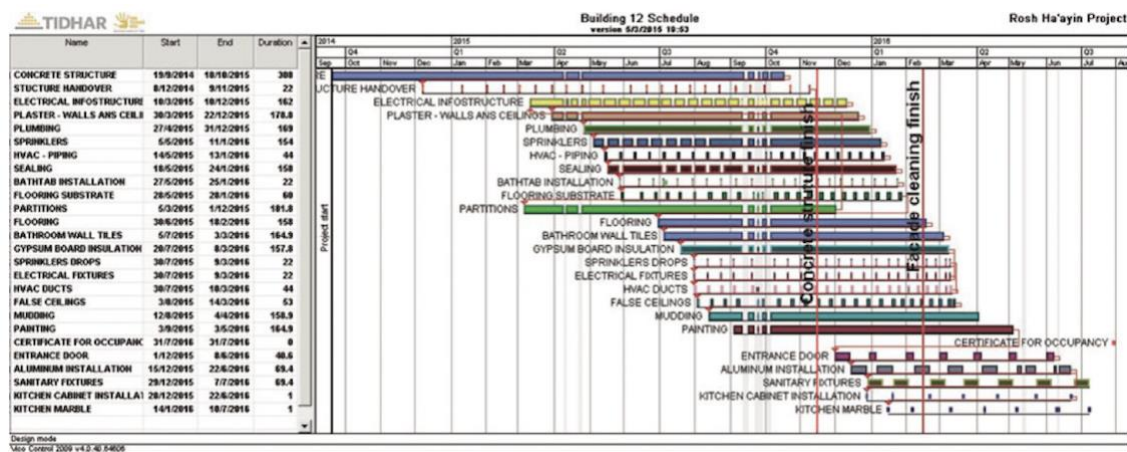 TIDHAR
Building 12 Schedule
version 5/3/2015 10:53
Rosh Ha'ayin Project
Name Start End Duration
2014 2015 2016
Q4 Q1 Q2 Q3 Q4 Q1 Q2 Q3
Sep Oct Nov Dec Jan Feb Mar Apr May Jun Jul Aug Sep Oct Nov Dec Jan Feb Mar Apr May Jun Jul Au
CONCRETE STRUCTURE 19/9/2014 18/10/2015 308
STUCTURE HANDOVER 8/12/2014 9/11/2015 22
ELECTRICAL INFOSTRUCTURE 10/3/2015 10/12/2015 162
PLASTER - WALLS ANS CEILI 30/3/2015 22/12/2015 178.8
PLUMBING 27/4/2015 31/12/2015 169
SPRINKLERS 5/5/2015 11/1/2016 154
HVAC - PIPING 14/5/2015 13/1/2016 44
SEALING 18/5/2015 24/1/2016 158
BATHTAB INSTALLATION 27/5/2015 25/1/2016 22
FLOORING SUBSTRATE 28/5/2015 28/1/2016 60
PARTITIONS 5/3/2015 1/12/2015 181.8
FLOORING 30/6/2015 18/2/2016 158
BATHROOM WALL TILES 5/7/2015 3/3/2016 164.9
GYPSUM BOARD INSULATION 20/7/2015 8/3/2016 157.8
SPRINKLERS DROPS 30/7/2015 9/3/2016 22
ELECTRICAL FIXTURES 30/7/2015 9/3/2016 22
HVAC DUCTS 30/7/2015 10/3/2016 44
FALSE CEILINGS 3/8/2015 14/3/2016 53
MUDDING 12/8/2015 4/4/2016 158.9
PAINTING 3/9/2015 3/5/2016 164.9
CERTIFICATE FOR OCCUPANC 31/7/2016 31/7/2016 0
ENTRANCE DOOR 1/12/2015 8/6/2016 48.6
ALUMINUM INSTALLATION 15/12/2015 22/6/2016 69.4
SANITARY FIXTURES 29/12/2015 7/7/2016 69.4
KITCHEN CABINET INSTALLAT 28/12/2015 22/6/2016 1
KITCHEN MARBLE 14/1/2016 10/7/2016 1
RE
UCTURE HANDOVER
ELECTRICAL INFOSTRUCTURE
PLASTER - WALLS ANS CEILINGS
PLUMBING
SPRINKLERS
HVAC - PIPING
SEALING
BATHTAB INSTALLATION
FLOORING SUBSTRATE
PARTITIONS
FLOORING
BATHROOM WALL TILES
GYPSUM BOARD INSULATION
SPRINKLERS DROPS
ELECTRICAL FIXTURES
HVAC DUCTS
FALSE CEILINGS
MUDDING
PAINTING
CERTIFICATE FOR OCCUPANCY
ENTRANCE DOOR
ALUMINUM INSTALLATION
SANITARY FIXTURES
KITCHEN CABINET INSTALLATION
KITCHEN MARBLE
Project start
Concrete struture finish
Facade cleaning finish
Design mode
Vico Control 2009 v4.0.40.64606